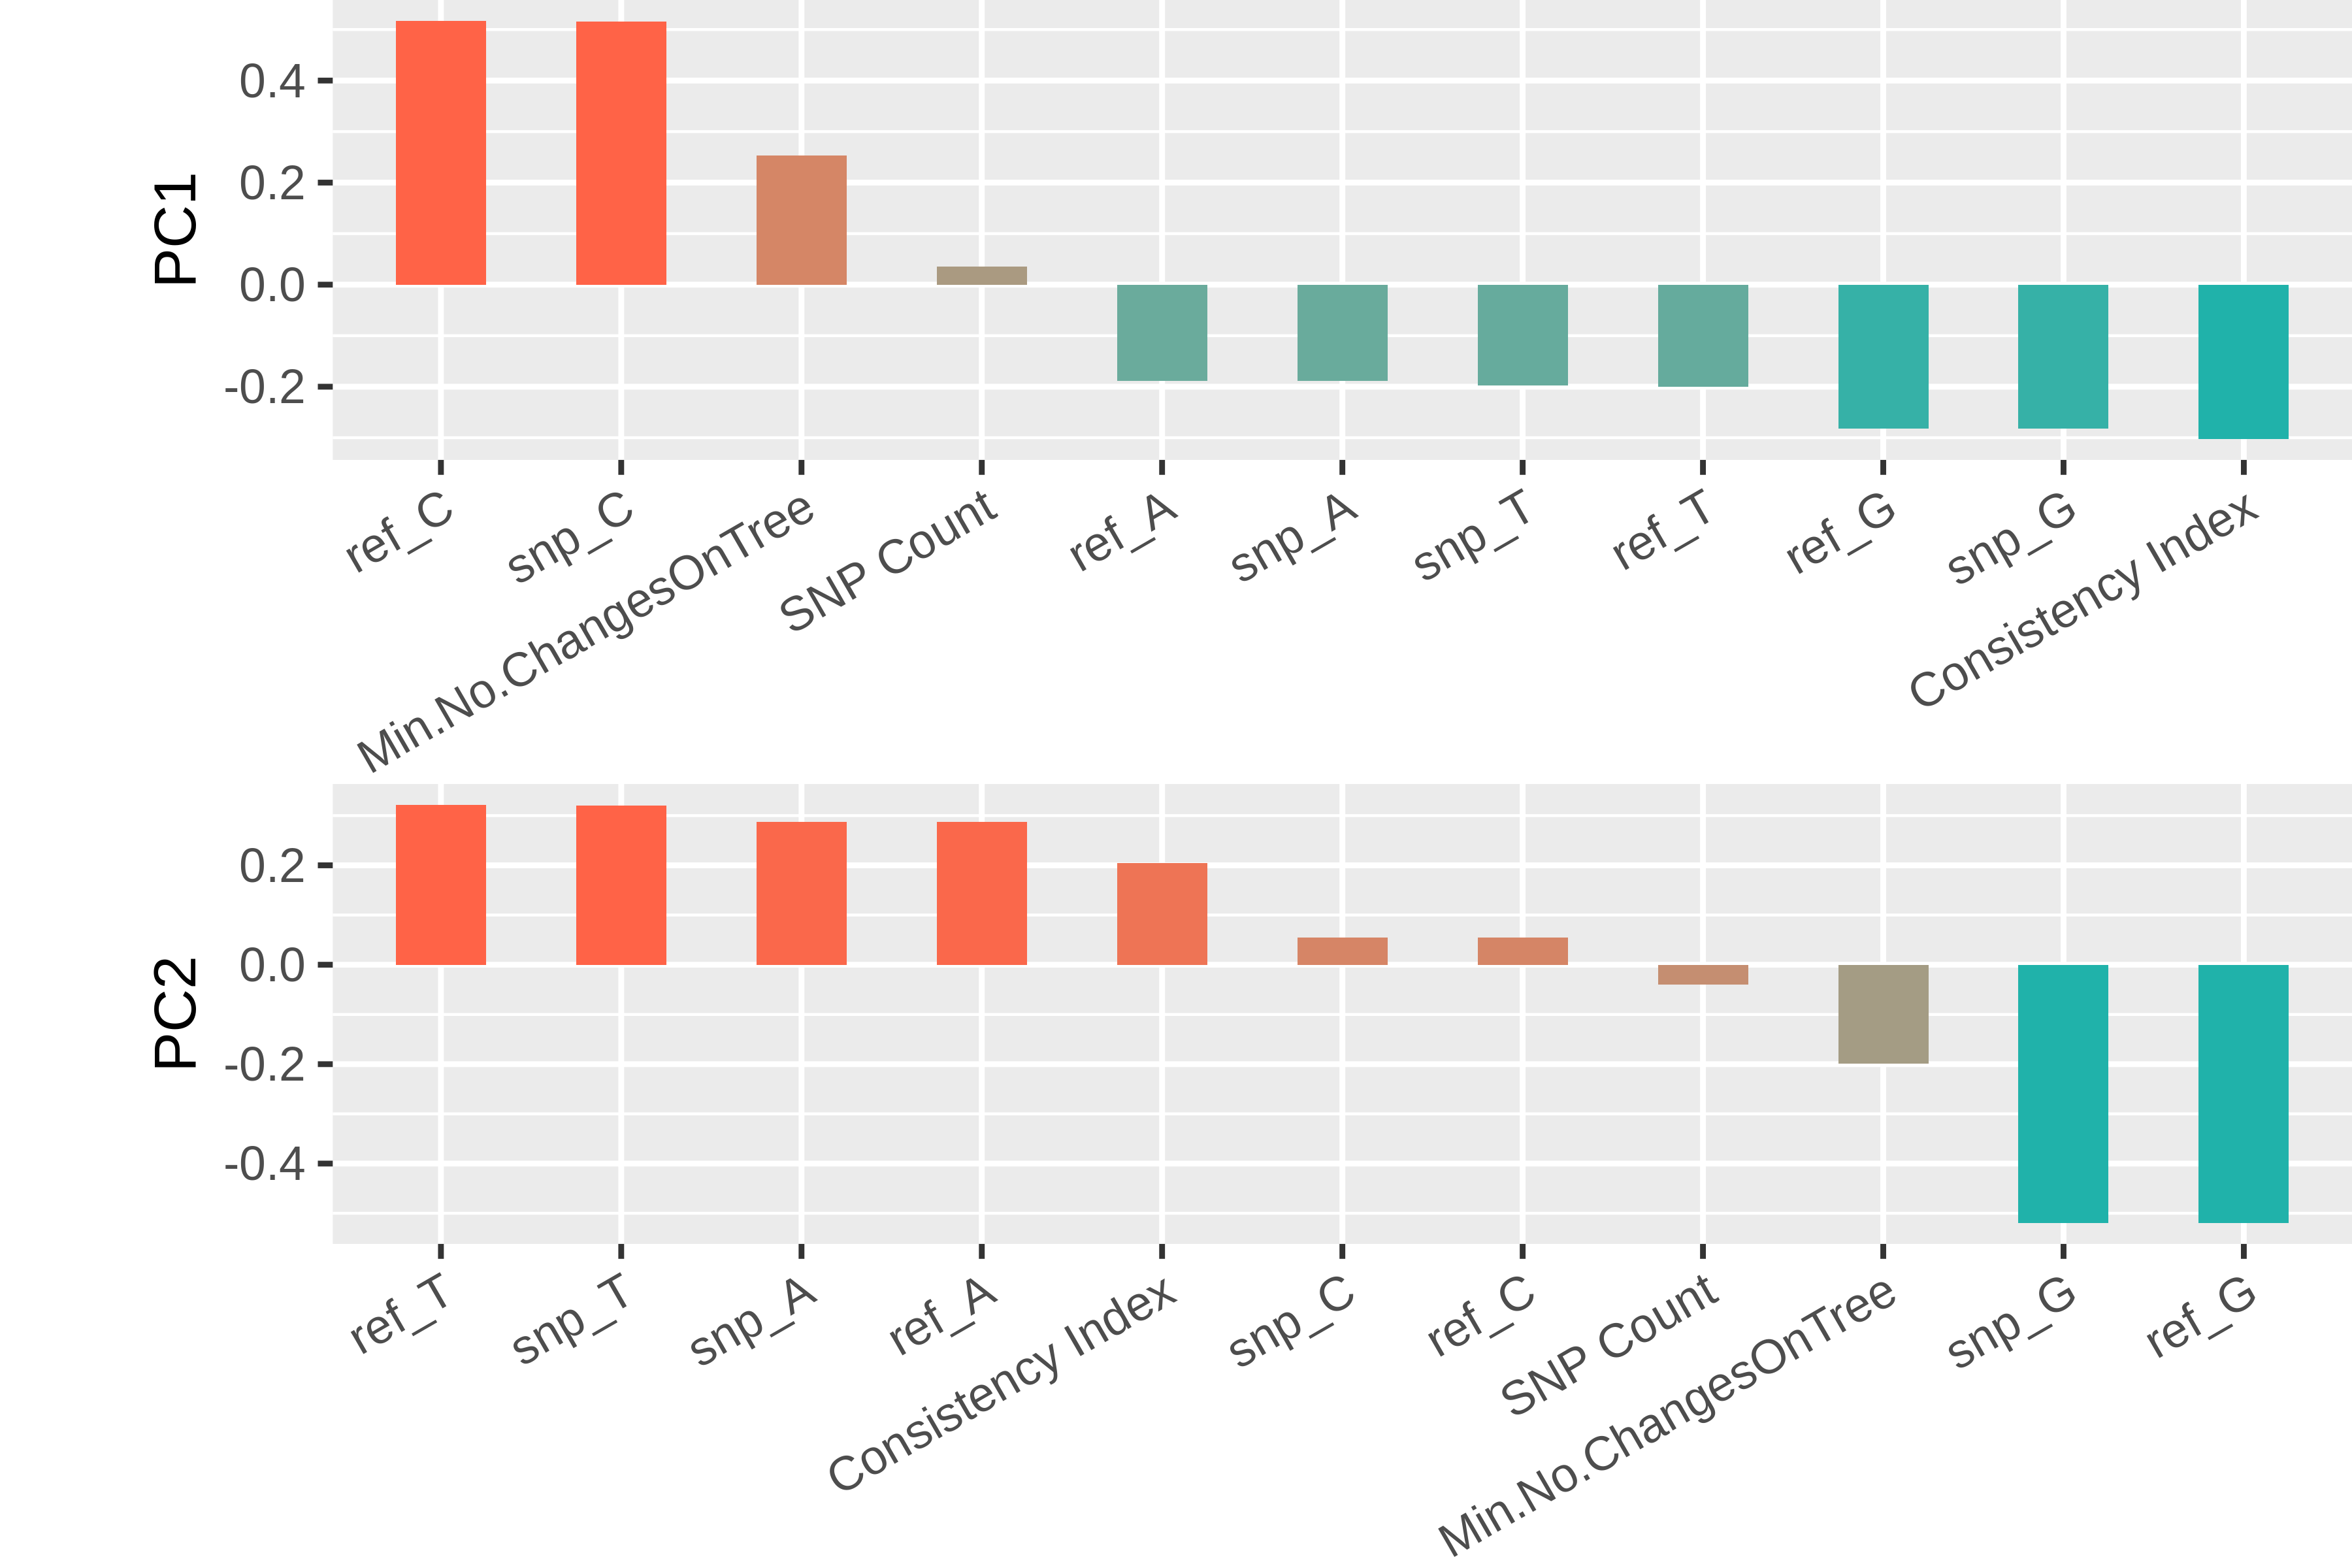 PC1
0.4
0.2
0.0
-0.2
ref_C
snp_C
Min.No.ChangesOnTree
SNP Count
ref_A
snp_A
snp_T
ref_T
ref_G
snp_G
Consistency Index
PC2
0.2
0.0
-0.2
-0.4
ref_T
snp_T
snp_A
ref_A
Consistency Index
snp_C
ref_C
SNP Count
Min.No.ChangesOnTree
snp_G
ref_G